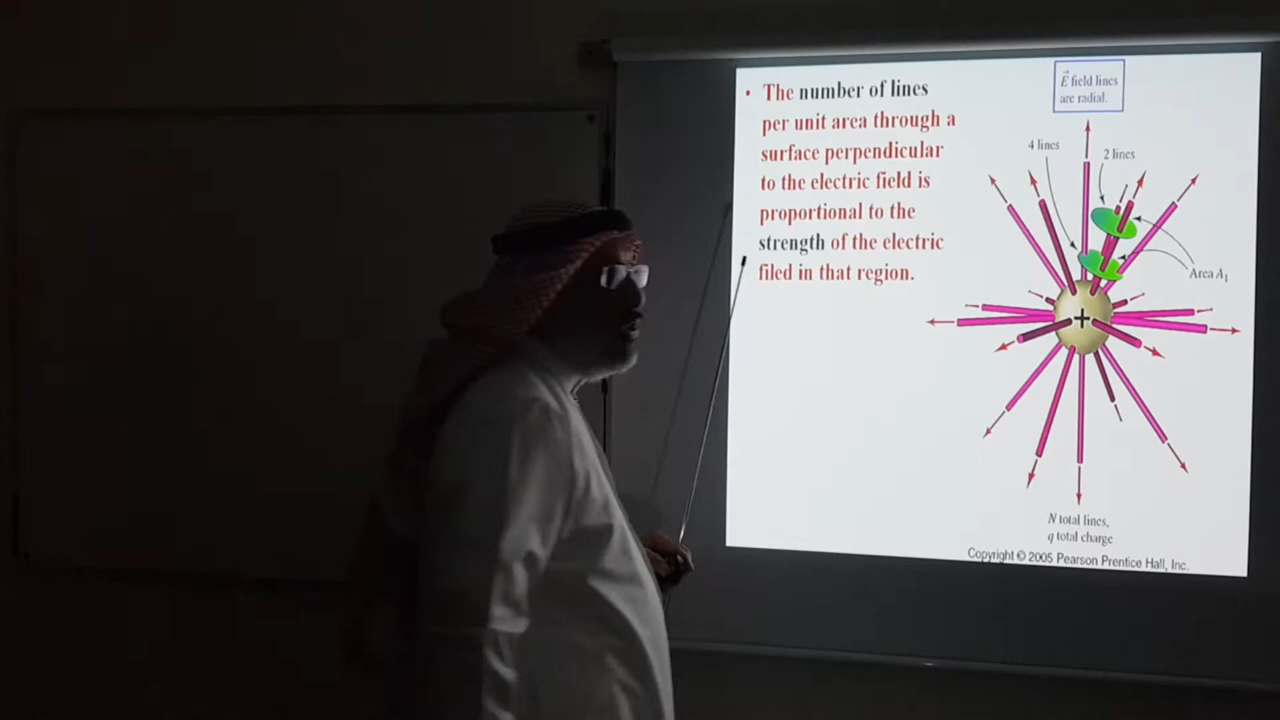 • The number of lines
per unit area through a
surface perpendicular
to the electric field is
proportional to the
strength of the electric
filed in that region.
E field lines
are radial.
4 lines
2 lines
Area A1
+
N total lines,
q total charge
Copyright © 2005 Pearson Prentice Hall, Inc.